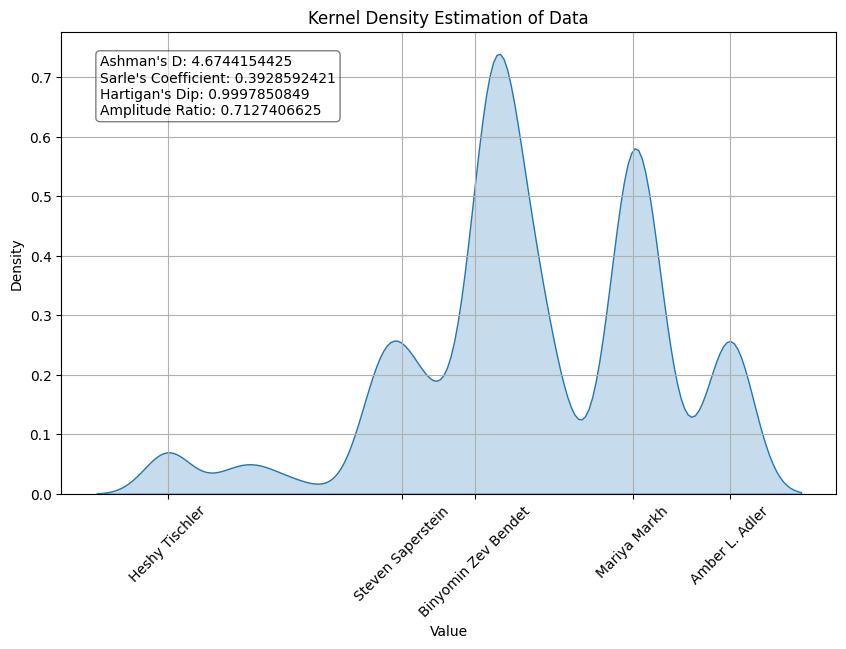 Kernel Density Estimation of Data
Ashman's D: 4.6744154425
Sarle's Coefficient: 0.3928592421
Hartigan's Dip: 0.9997850849
Amplitude Ratio: 0.7127406625
Density
0.7
0.6
0.5
0.4
0.3
0.2
0.1
0.0
Heshy Tischler
Steven Saperstein
Binyomin Zev Bendet
Mariya Markh
Amber L. Adler
Value